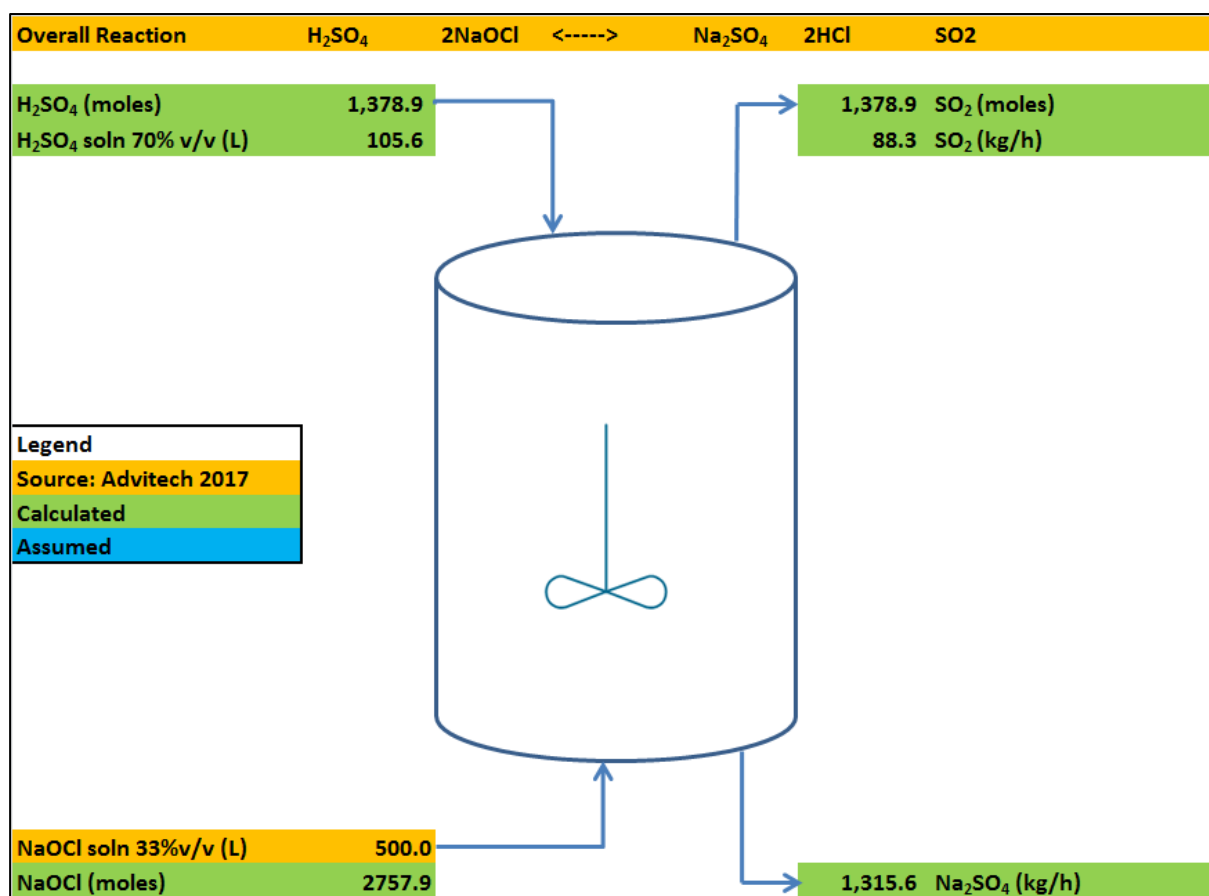 Overall Reaction H₂SO₄ 2NaOCl <-----> Na₂SO₄ 2HCl SO2
H₂SO₄ (moles) 1,378.9 1,378.9 SO₂ (moles)
H₂SO₄ soln 70% v/v (L) 105.6 88.3 SO₂ (kg/h)
Legend
Source: Advitech 2017
Calculated
Assumed
NaOCl soln 33%v/v (L) 500.0
NaOCl (moles) 2757.9 1,315.6 Na₂SO₄ (kg/h)